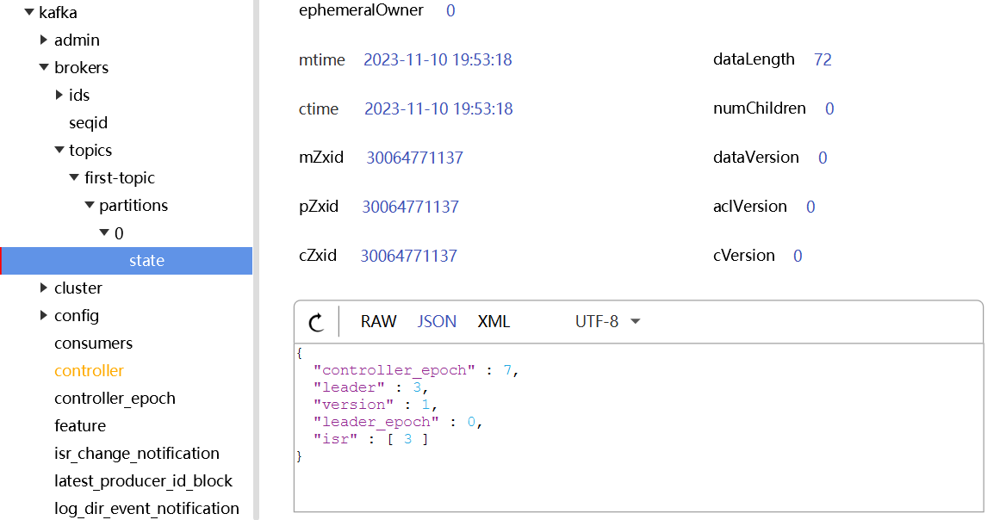 kafka
admin
brokers
ids
seqid
topics
first-topic
partitions
0
state
cluster
config
consumers
controller
controller_epoch
feature
isr_change_notification
latest_producer_id_block
log_dir_event_notification
ephemeralOwner 0
mtime 2023-11-10 19:53:18 dataLength 72
ctime 2023-11-10 19:53:18 numChildren 0
mZxid 30064771137 dataVersion 0
pZxid 30064771137 aclVersion 0
cZxid 30064771137 cVersion 0
RAW JSON XML UTF-8
{
"controller_epoch" : 7,
"leader" : 3,
"version" : 1,
"leader_epoch" : 0,
"isr" : [ 3 ]
}